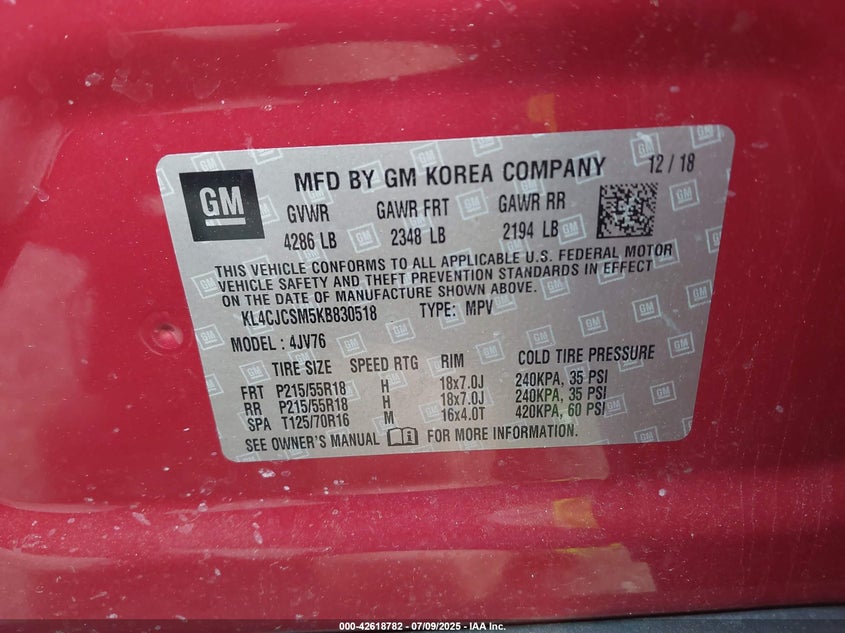 GM MFD BY GM KOREA COMPANY 12 / 18
GVWR GAWR FRT GAWR RR
4286 LB 2348 LB 2194 LB
THIS VEHICLE CONFORMS TO ALL APPLICABLE U.S. FEDERAL MOTOR
VEHICLE SAFETY AND THEFT PREVENTION STANDARDS IN EFFECT
ON THE DATE OF MANUFACTURE SHOWN ABOVE.
KL4CJCSM5KB830518 TYPE: MPV
MODEL : 4JV76
TIRE SIZE SPEED RTG RIM COLD TIRE PRESSURE
FRT P215/55R18 H 18x7.0J 240KPA, 35 PSI
RR P215/55R18 H 18x7.0J 240KPA, 35 PSI
SPA T125/70R16 M 16x4.0T 420KPA, 60 PSI
SEE OWNER'S MANUAL FOR MORE INFORMATION.
000-42618782 - 07/09/2025 - IAA Inc.